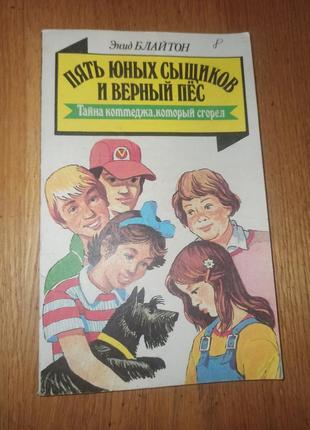 Энид БЛАЙТОН
8
ПЯТЬ ЮНЫХ СЫЩИКОВ
И ВЕРНЫЙ ПЁС
Тайна коттеджа, который сгорел
V